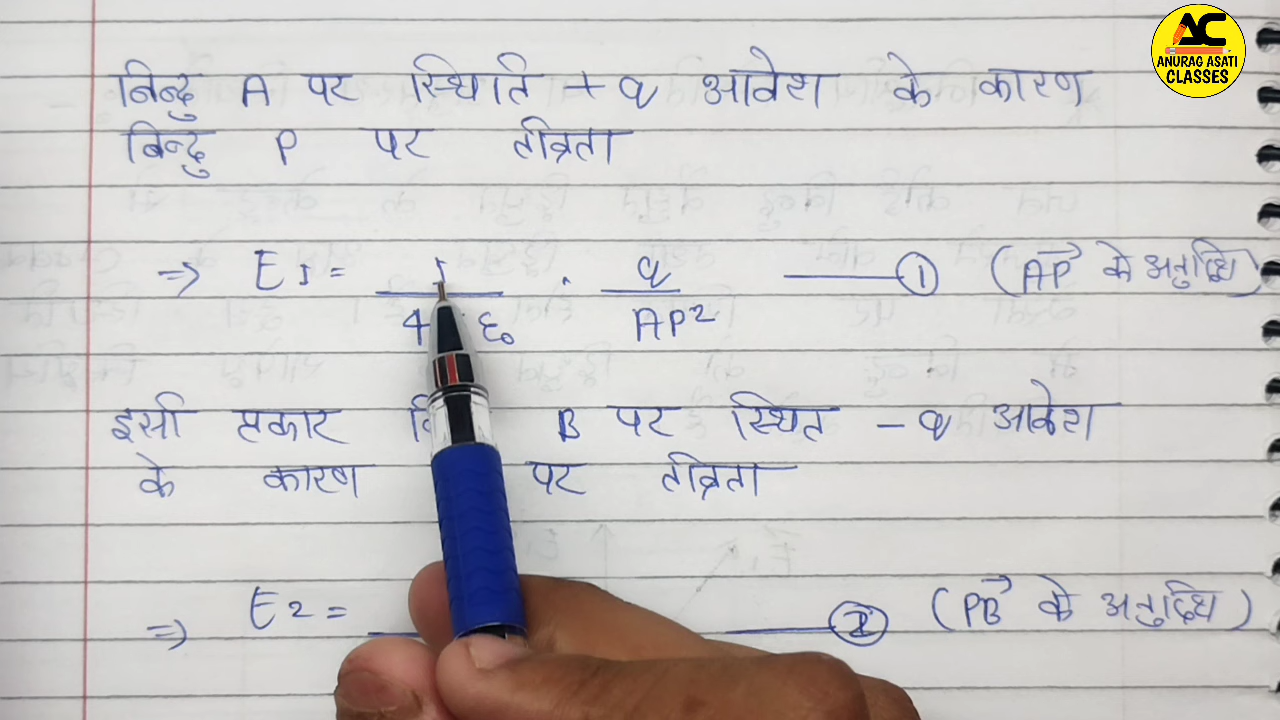 AC
ANURAG ASATI
CLASSES
बिन्दु A पर स्थिति + q आवेश के कारण
बिन्दु P पर तीव्रता
⇒ E1 = 1/4 ε0 . q/AP² —— ① (AP→ के अनुदिश)
इसी प्रकार B पर स्थित - q आवेश
के कारण पर तीव्रता
⇒ E2 = —— ② (PB→ के अनुदिश)